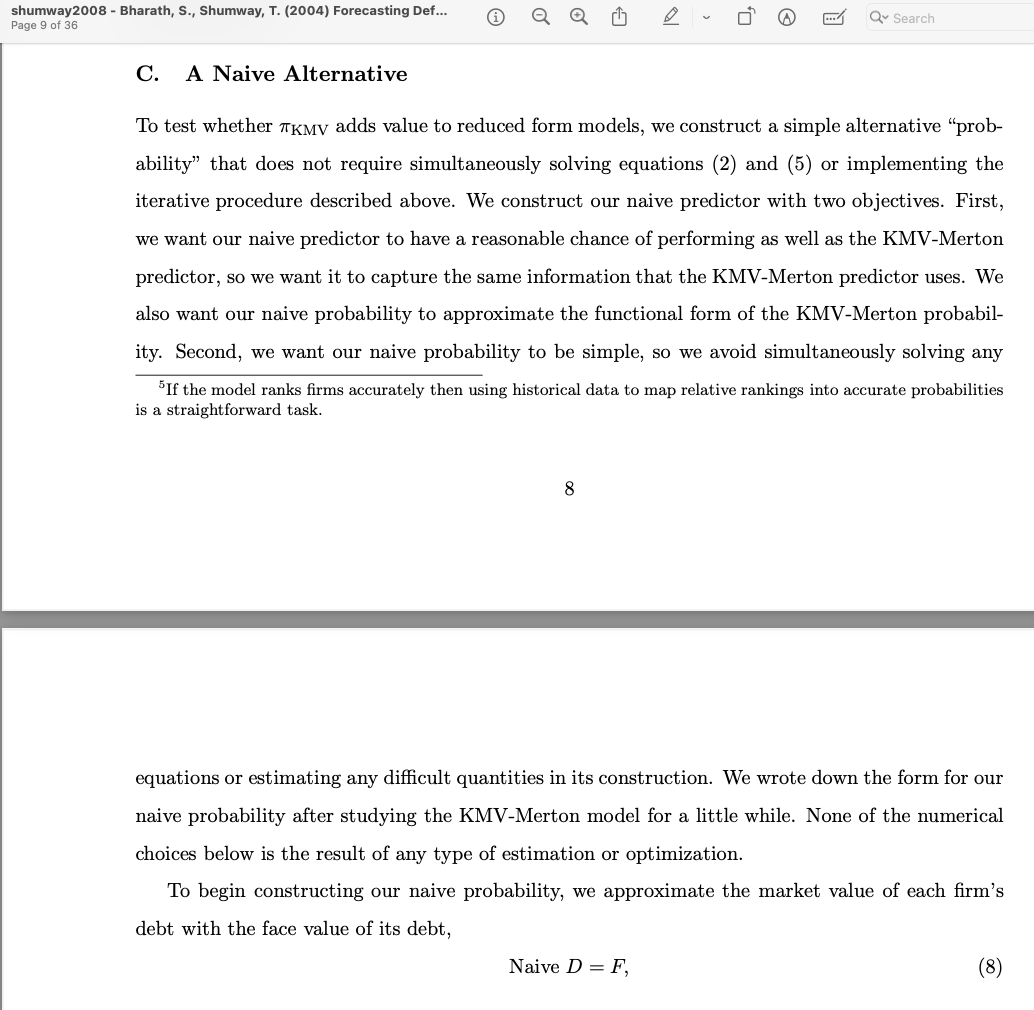 shumway2008 - Bharath, S., Shumway, T. (2004) Forecasting Def...
Page 9 of 36
Search
C. A Naive Alternative
To test whether πKMV adds value to reduced form models, we construct a simple alternative “prob-
ability” that does not require simultaneously solving equations (2) and (5) or implementing the
iterative procedure described above. We construct our naive predictor with two objectives. First,
we want our naive predictor to have a reasonable chance of performing as well as the KMV-Merton
predictor, so we want it to capture the same information that the KMV-Merton predictor uses. We
also want our naive probability to approximate the functional form of the KMV-Merton probabil-
ity. Second, we want our naive probability to be simple, so we avoid simultaneously solving any
5If the model ranks firms accurately then using historical data to map relative rankings into accurate probabilities
is a straightforward task.
8
equations or estimating any difficult quantities in its construction. We wrote down the form for our
naive probability after studying the KMV-Merton model for a little while. None of the numerical
choices below is the result of any type of estimation or optimization.
To begin constructing our naive probability, we approximate the market value of each firm’s
debt with the face value of its debt,
Naive D = F, (8)